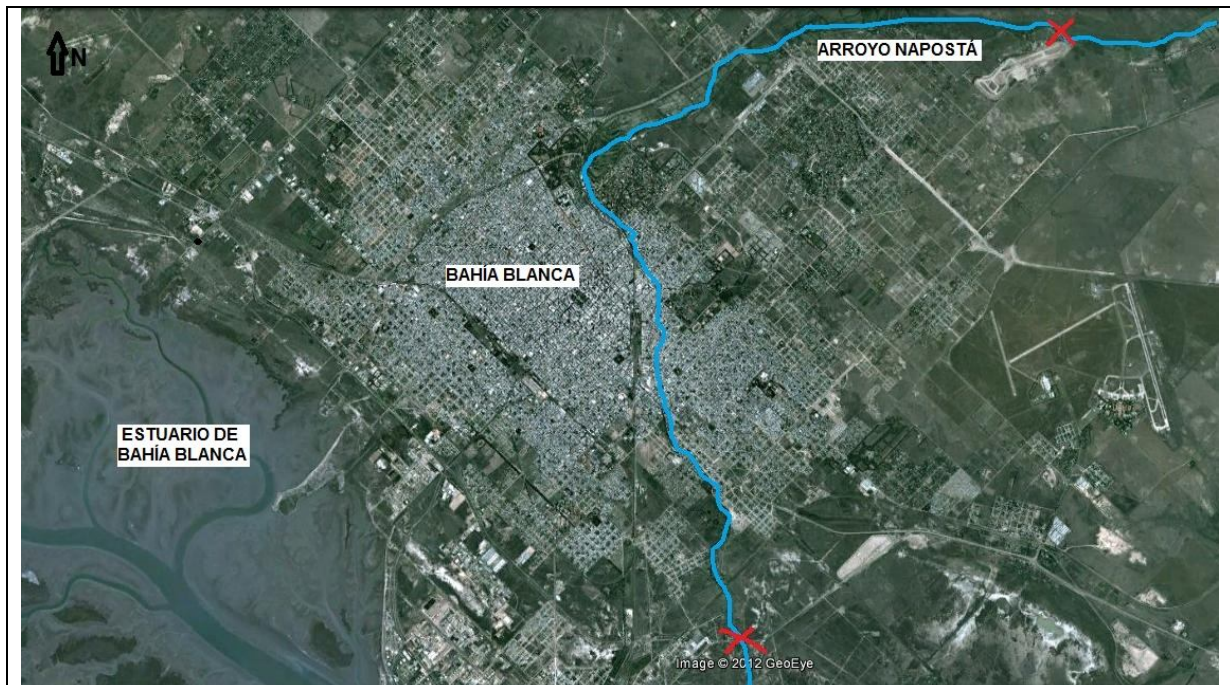 N
ARROYO NAPOSTÁ
BAHÍA BLANCA
ESTUARIO DE
BAHÍA BLANCA
Image © 2012 GeoEye